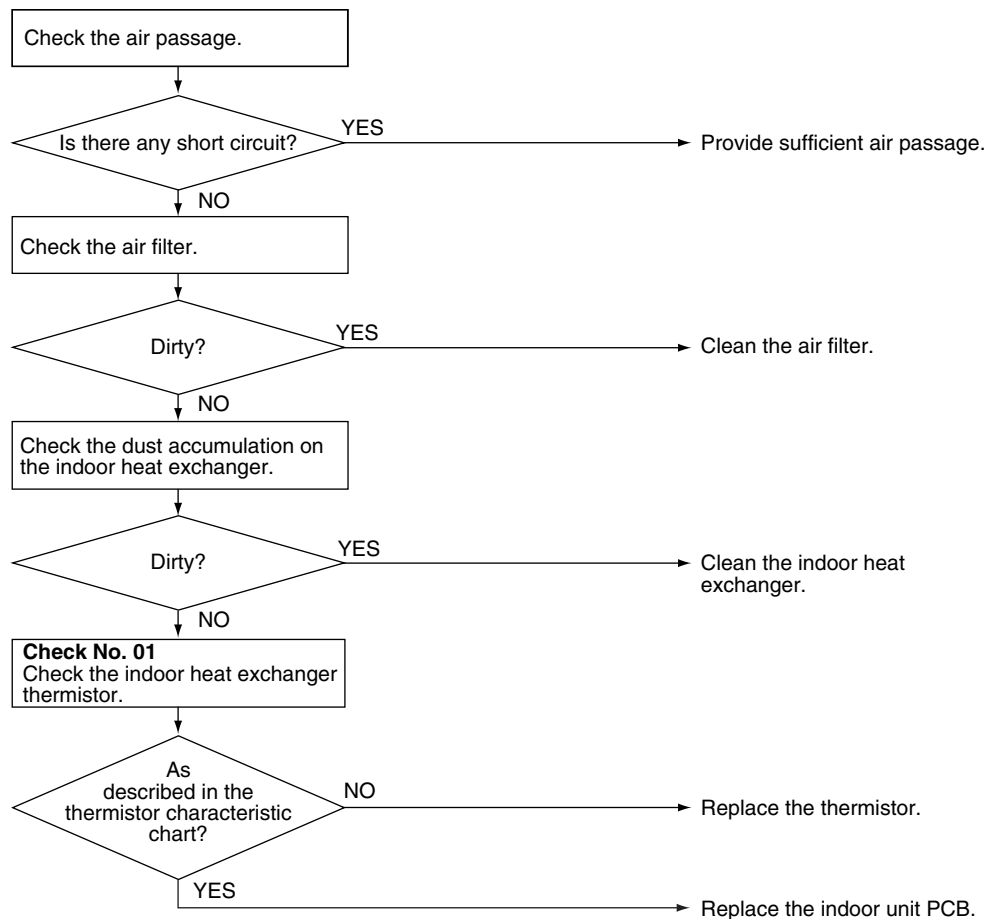 Check the air passage.
Is there any short circuit?
YES
Provide sufficient air passage.
NO
Check the air filter.
Dirty?
YES
Clean the air filter.
NO
Check the dust accumulation on
the indoor heat exchanger.
Dirty?
YES
Clean the indoor heat
exchanger.
NO
Check No. 01
Check the indoor heat exchanger
thermistor.
As
described in the
thermistor characteristic
chart?
NO
Replace the thermistor.
YES
Replace the indoor unit PCB.